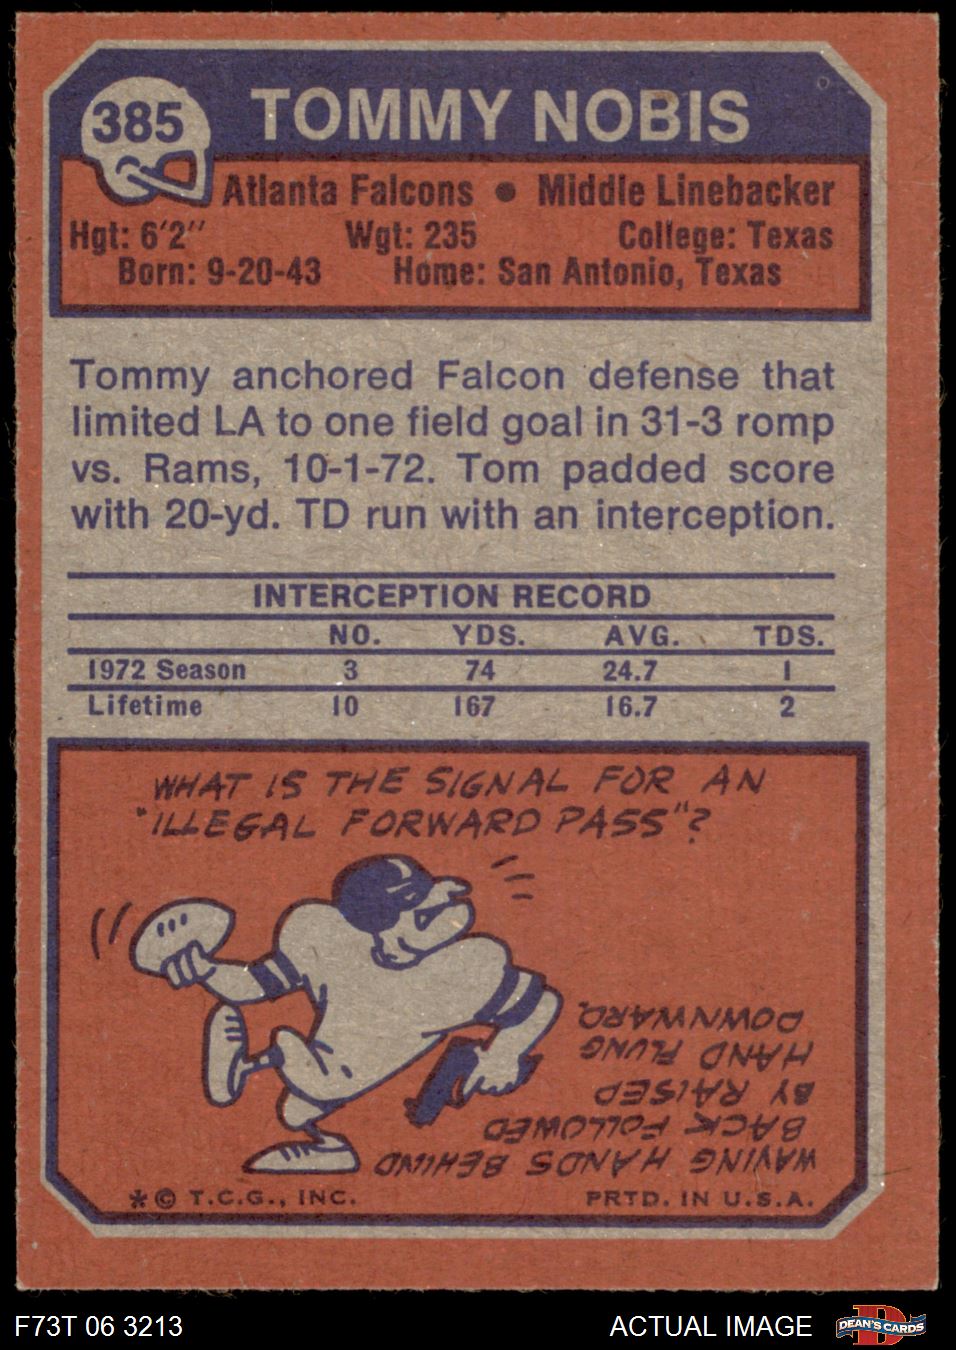 385
TOMMY NOBIS
Atlanta Falcons • Middle Linebacker
Hgt: 6'2" Wgt: 235 College: Texas
Born: 9-20-43 Home: San Antonio, Texas
Tommy anchored Falcon defense that
limited LA to one field goal in 31-3 romp
vs. Rams, 10-1-72. Tom padded score
with 20-yd. TD run with an interception.
INTERCEPTION RECORD
NO. YDS. AVG. TDS.
1972 Season 3 74 24.7 1
Lifetime 10 167 16.7 2
WHAT IS THE SIGNAL FOR AN
"ILLEGAL FORWARD PASS"?
WAVING HANDS BEHIND
BACK FOLLOWED
BY RAISED
HAND FLUNG
DOWNWARD.
* © T.C.G., INC. PRTD. IN U.S.A.
F73T 06 3213 ACTUAL IMAGE DEAN'S CARDS